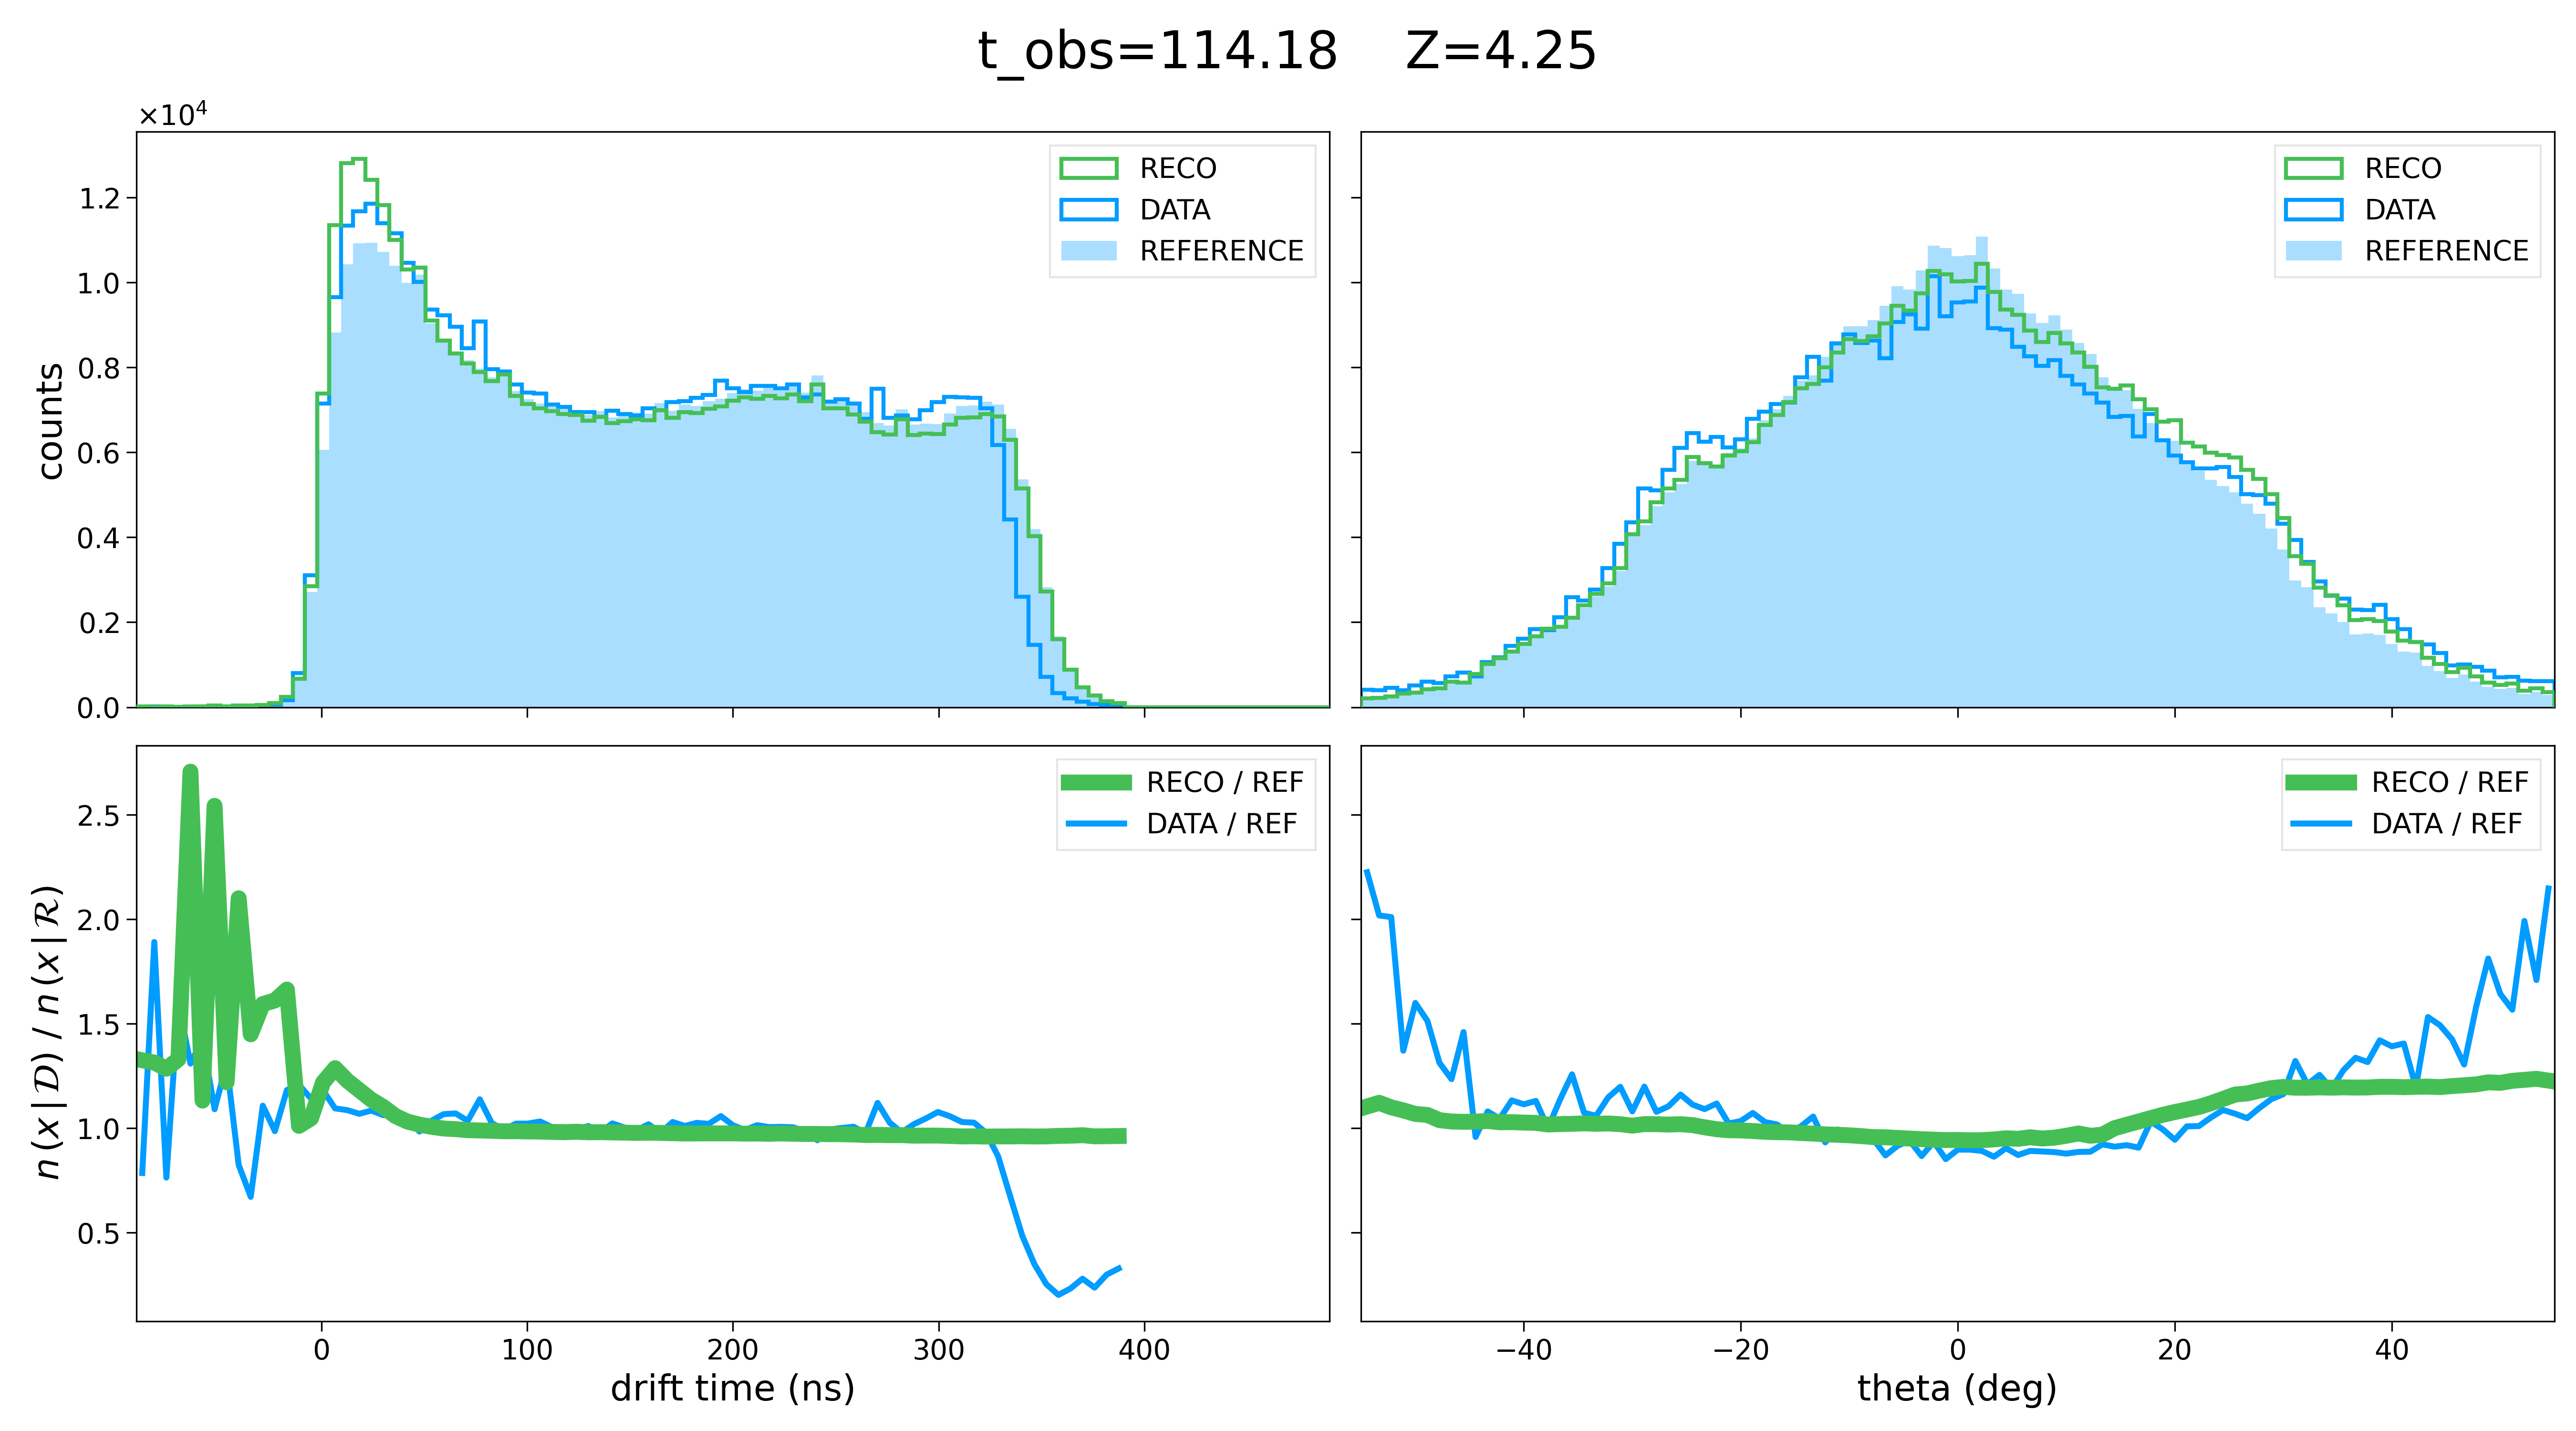 t_obs=114.18 Z=4.25
×10⁴
counts
1.2
1.0
0.8
0.6
0.4
0.2
0.0
RECO
DATA
REFERENCE
RECO
DATA
REFERENCE
n(x|𝒟) / n(x|ℛ)
2.5
2.0
1.5
1.0
0.5
RECO / REF
DATA / REF
RECO / REF
DATA / REF
0 100 200 300 400
drift time (ns)
−40 −20 0 20 40
theta (deg)